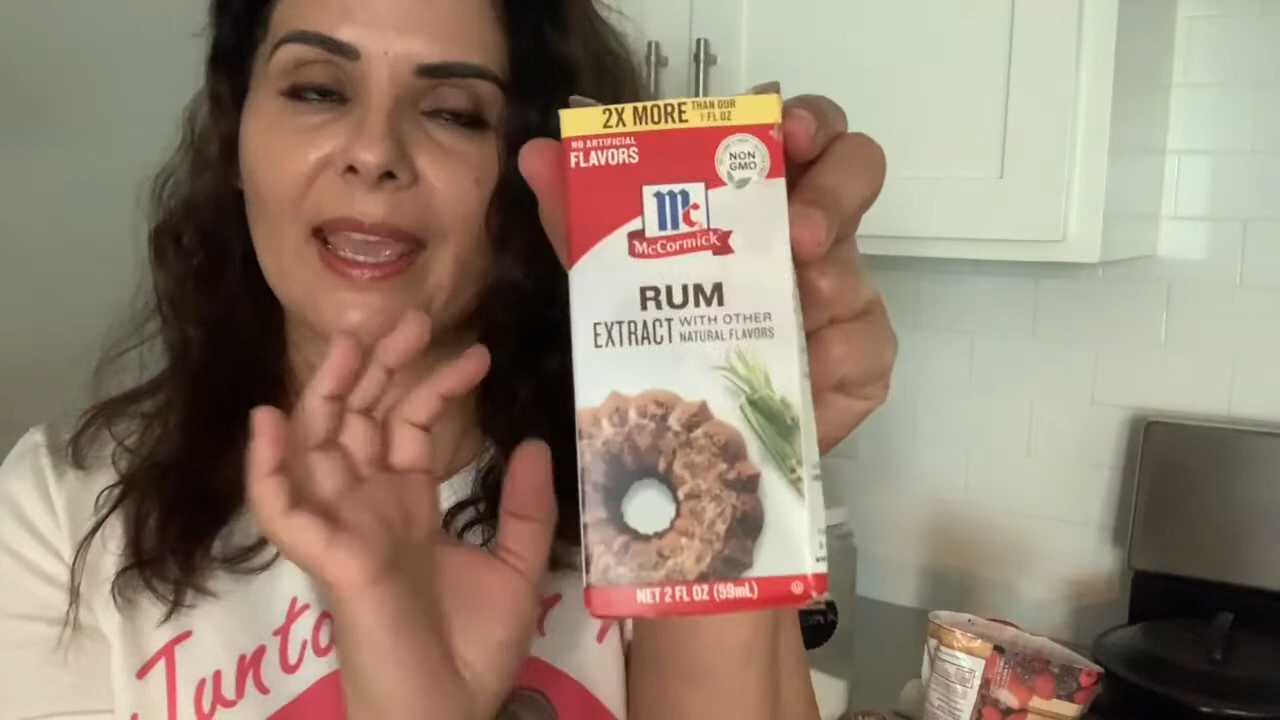 2X MORE THAN OUR
1 FL OZ
NO ARTIFICIAL
FLAVORS
NON
GMO
Mc
McCormick
RUM
EXTRACT WITH OTHER
NATURAL FLAVORS
NET 2 FL OZ (59mL)
Junto